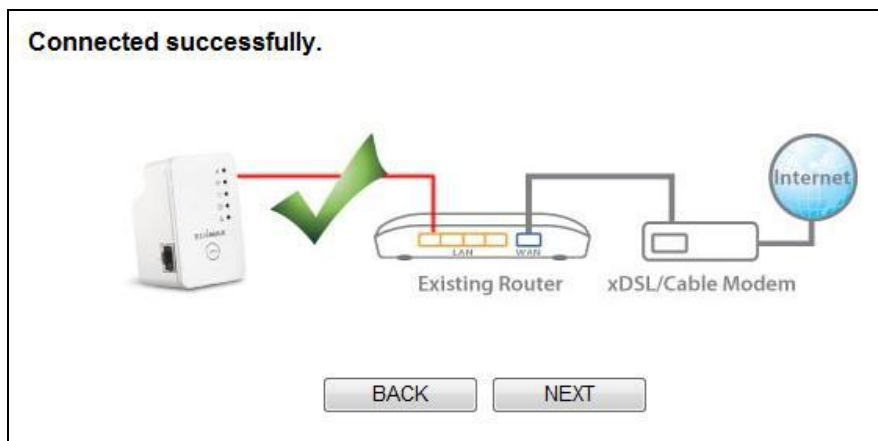 Connected successfully.
EDIMAX
Internet
LAN
WAN
Existing Router
xDSL/Cable Modem
BACK
NEXT